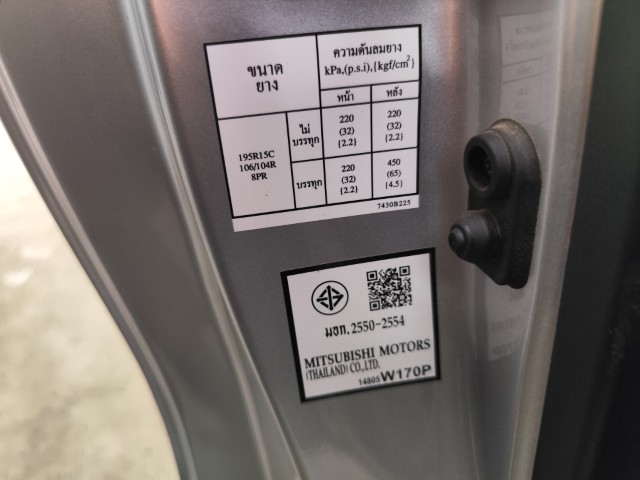 ขนาด
ยาง
ความดันลมยาง
kPa,(p.s.i),{kgf/cm²}
หน้า
หลัง
195R15C
106/104R
8PR
ไม่
บรรทุก
220
(32)
{2.2}
220
(32)
{2.2}
บรรทุก
220
(32)
{2.2}
450
(65)
{4.5}
7430B225
มอก. 2550-2554
MITSUBISHI MOTORS
(THAILAND) CO.,LTD.
14805 W170P